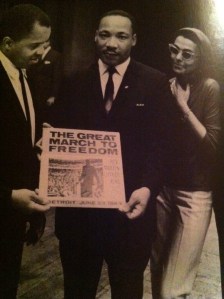 THE GREAT
MARCH TO
FREEDOM
DETROIT JUNE 23 1963